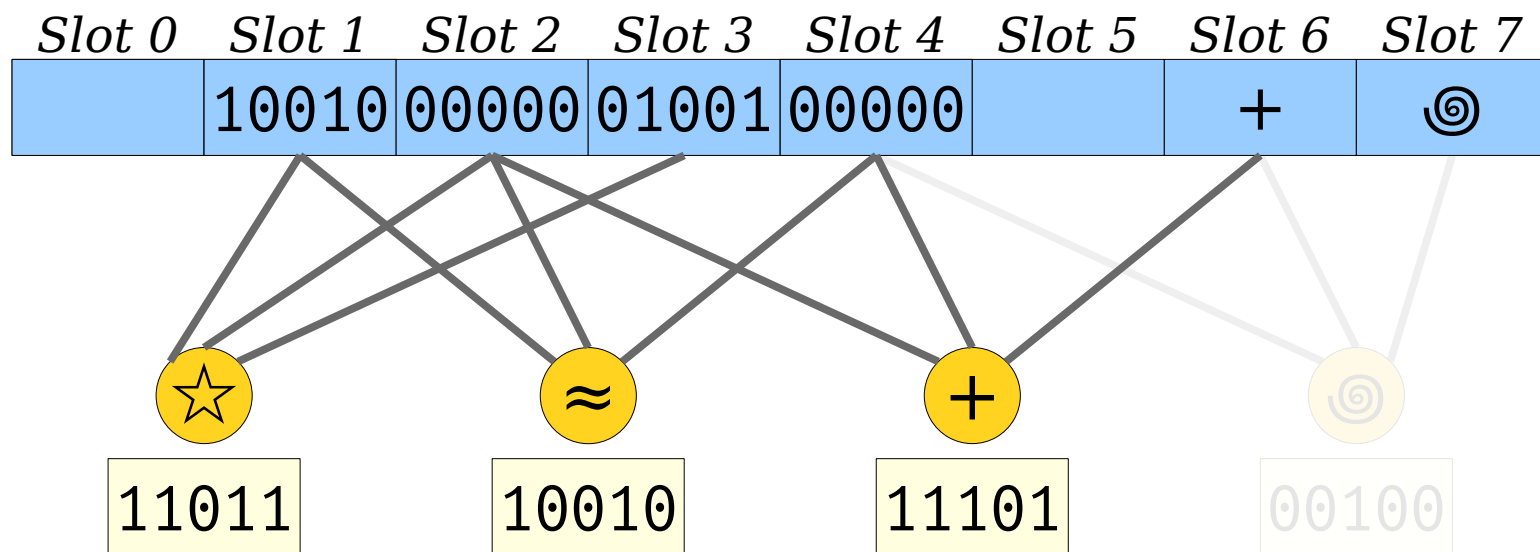 Slot 0 Slot 1 Slot 2 Slot 3 Slot 4 Slot 5 Slot 6 Slot 7
10010 00000 01001 00000 + ꩜
☆ ≈ + ꩜
11011 10010 11101 00100